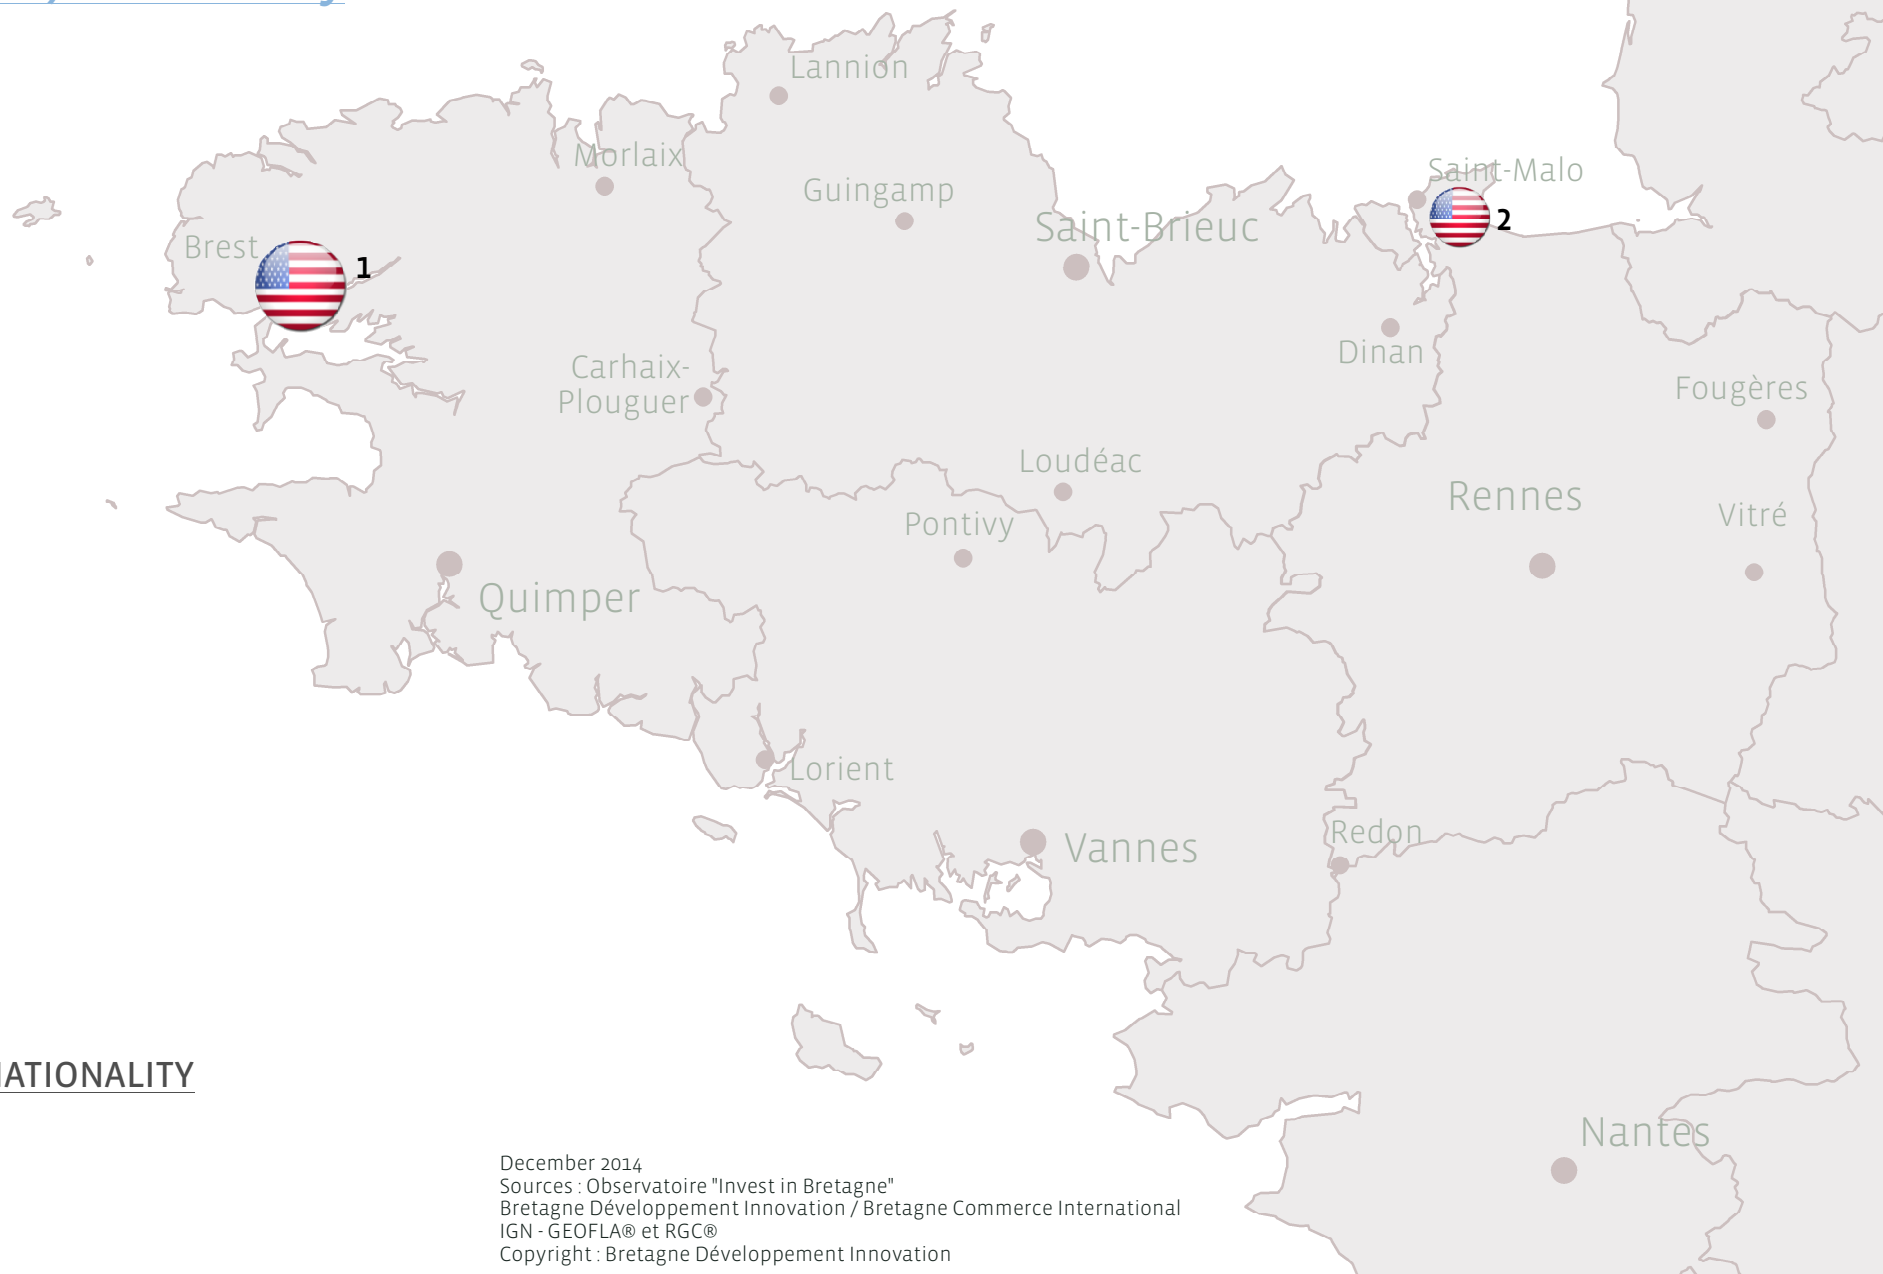 Lannion
Morlaix
Saint-Malo
Guingamp
Saint-Brieuc
2
Brest
1
Dinan
Carhaix-
Plouguer
Fougères
Loudéac
Rennes
Vitré
Pontivy
Quimper
Lorient
Redon
Vannes
NATIONALITY
Nantes
December 2014
Sources : Observatoire "Invest in Bretagne"
Bretagne Développement Innovation / Bretagne Commerce International
IGN - GEOFLA® et RGC®
Copyright : Bretagne Développement Innovation